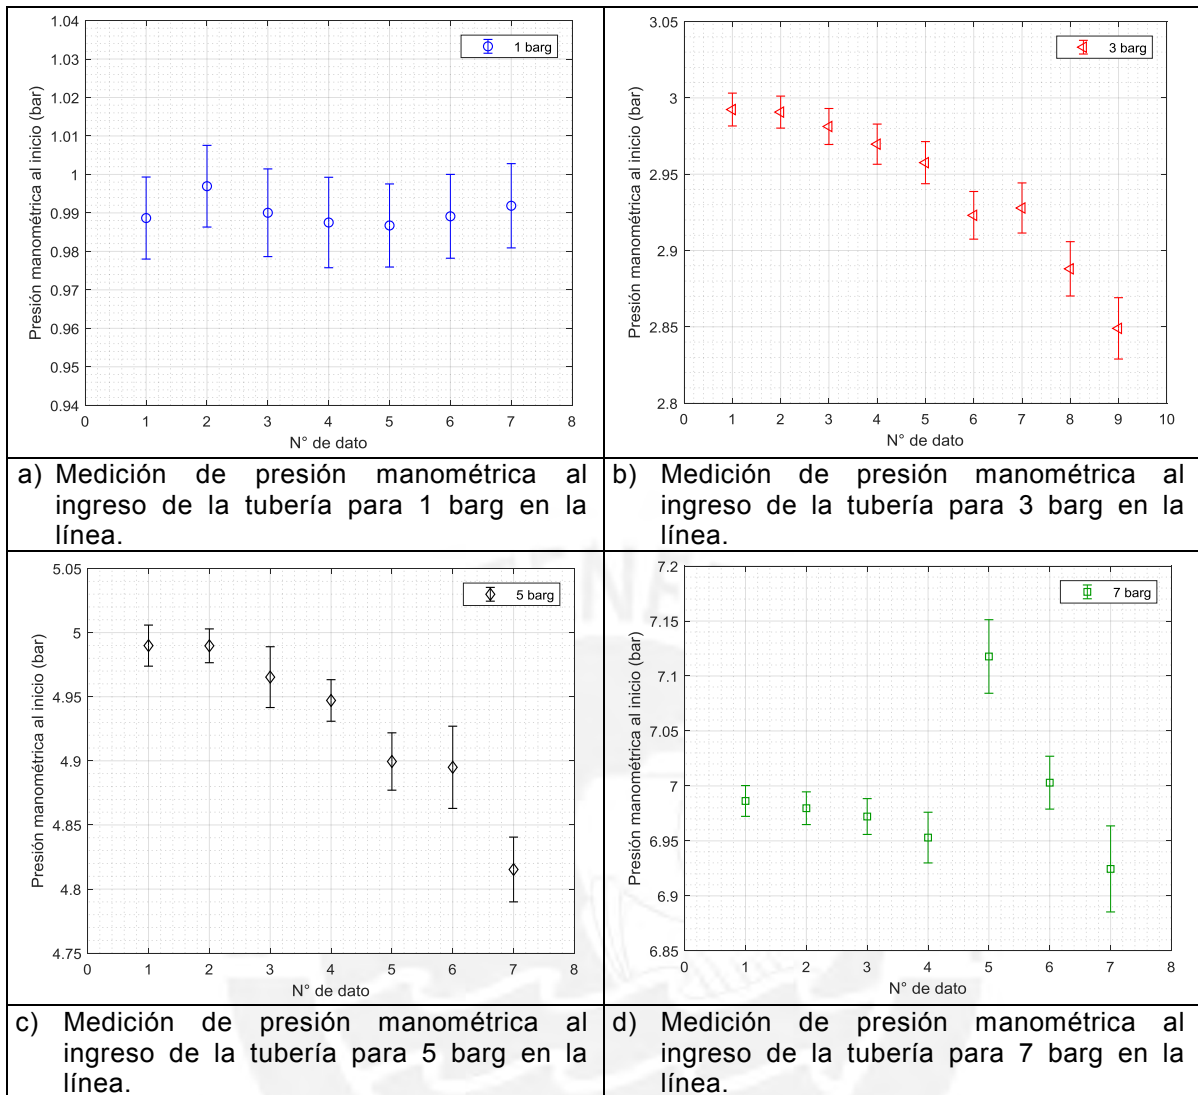 1.04
1.03
1.02
1.01
1
0.99
0.98
0.97
0.96
0.95
0.94
0 1 2 3 4 5 6 7 8
N° de dato
Presión manométrica al inicio (bar)
1 barg
3.05
3
2.95
2.9
2.85
2.8
0 1 2 3 4 5 6 7 8 9 10
N° de dato
Presión manométrica al inicio (bar)
3 barg
a) Medición de presión manométrica al
ingreso de la tubería para 1 barg en la
línea.
b) Medición de presión manométrica al
ingreso de la tubería para 3 barg en la
línea.
5.05
5
4.95
4.9
4.85
4.8
4.75
0 1 2 3 4 5 6 7 8
N° de dato
Presión manométrica al inicio (bar)
5 barg
7.2
7.15
7.1
7.05
7
6.95
6.9
6.85
0 1 2 3 4 5 6 7 8
N° de dato
Presión manométrica al inicio (bar)
7 barg
c) Medición de presión manométrica al
ingreso de la tubería para 5 barg en la
línea.
d) Medición de presión manométrica al
ingreso de la tubería para 7 barg en la
línea.